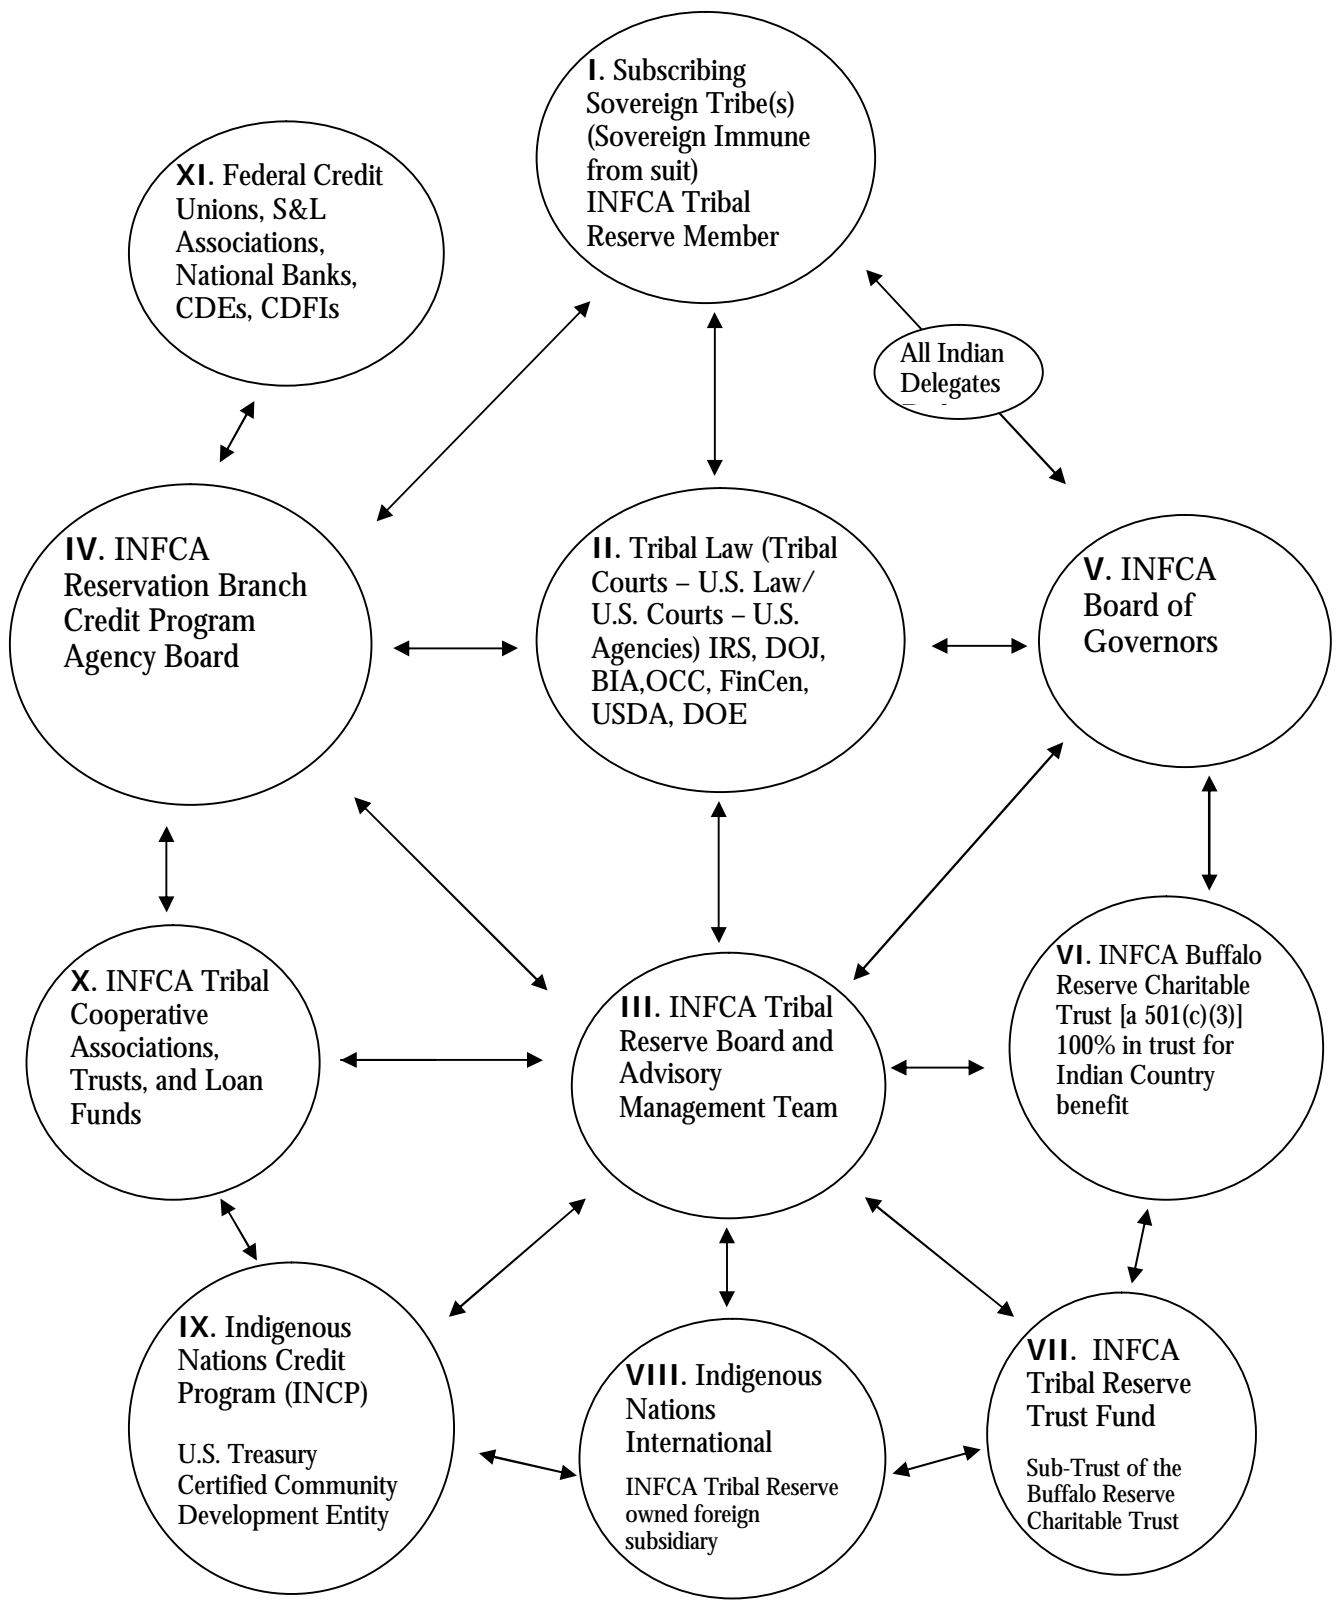 I. Subscribing
Sovereign Tribe(s)
(Sovereign Immune
from suit)
INFCA Tribal
Reserve Member
XI. Federal Credit
Unions, S&L
Associations,
National Banks,
CDEs, CDFIs
All Indian
Delegates
IV. INFCA
Reservation Branch
Credit Program
Agency Board
II. Tribal Law (Tribal
Courts – U.S. Law/
U.S. Courts – U.S.
Agencies) IRS, DOJ,
BIA,OCC, FinCen,
USDA, DOE
V. INFCA
Board of
Governors
X. INFCA Tribal
Cooperative
Associations,
Trusts, and Loan
Funds
III. INFCA Tribal
Reserve Board and
Advisory
Management Team
VI. INFCA Buffalo
Reserve Charitable
Trust [a 501(c)(3)]
100% in trust for
Indian Country
benefit
IX. Indigenous
Nations Credit
Program (INCP)
U.S. Treasury
Certified Community
Development Entity
VIII. Indigenous
Nations
International
INFCA Tribal Reserve
owned foreign
subsidiary
VII. INFCA
Tribal Reserve
Trust Fund
Sub-Trust of the
Buffalo Reserve
Charitable Trust